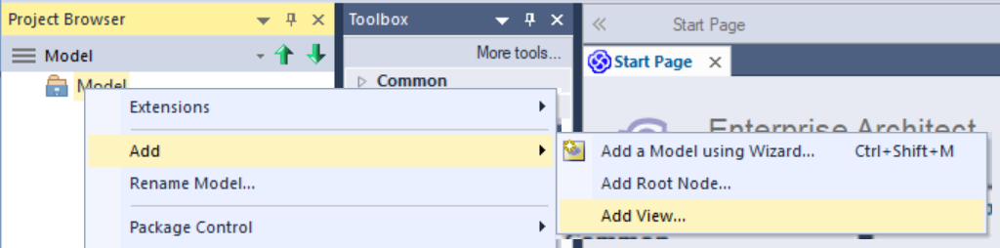 Project Browser
Toolbox
Start Page
Model
More tools...
Start Page
Model
Common
Extensions
Enterprise Architect
Add
Add a Model using Wizard... Ctrl+Shift+M
Rename Model...
Add Root Node...
Add View...
Package Control